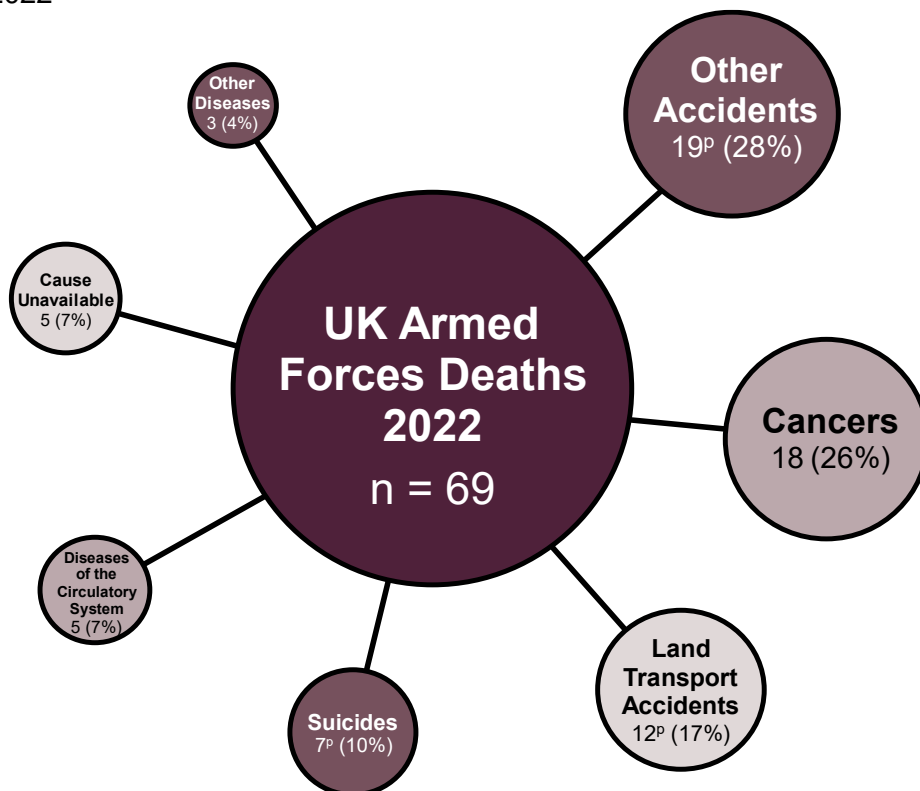 2022
Other
Diseases
3 (4%)
Other
Accidents
19ᵖ (28%)
Cause
Unavailable
5 (7%)
UK Armed
Forces Deaths
2022
n = 69
Cancers
18 (26%)
Diseases
of the
Circulatory
System
5 (7%)
Suicides
7ᵖ (10%)
Land
Transport
Accidents
12ᵖ (17%)